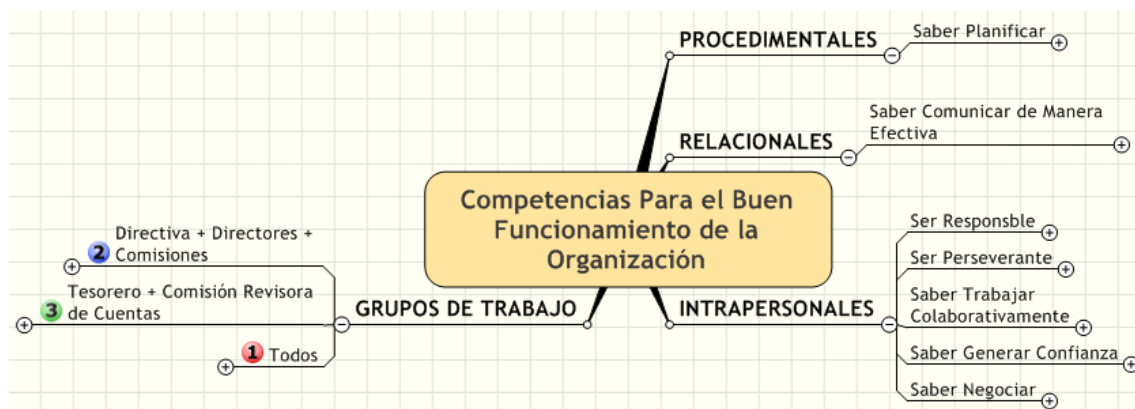 PROCEDIMENTALES
Saber Planificar
RELACIONALES
Saber Comunicar de Manera
Efectiva
Competencias Para el Buen
Funcionamiento de la
Organización
INTRAPERSONALES
Ser Responsble
Ser Perseverante
Saber Trabajar
Colaborativamente
Saber Generar Confianza
Saber Negociar
GRUPOS DE TRABAJO
2 Directiva + Directores +
Comisiones
3 Tesorero + Comisión Revisora
de Cuentas
1 Todos